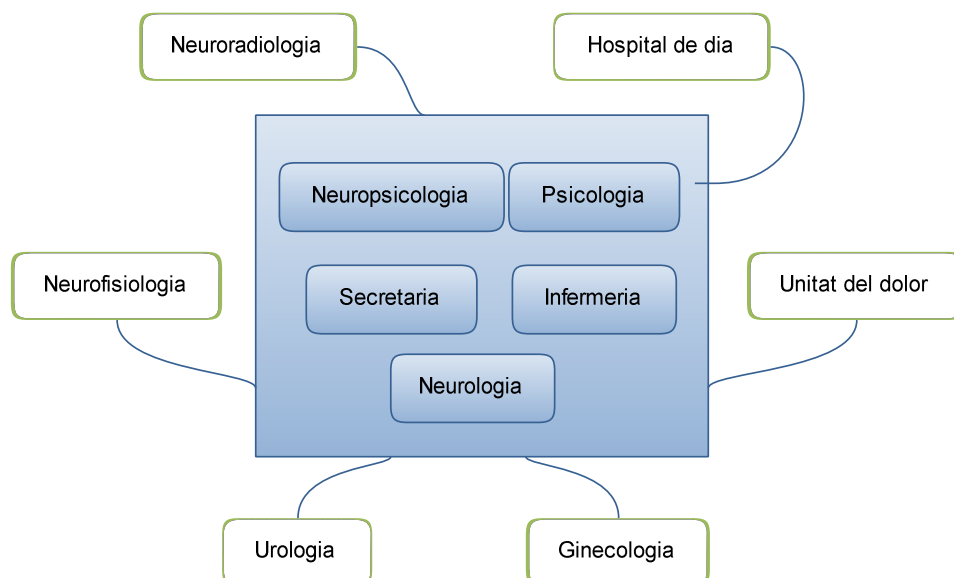 Neuroradiologia
Hospital de dia
Neuropsicologia
Psicologia
Neurofisiologia
Secretaria
Infermeria
Unitat del dolor
Neurologia
Urologia
Ginecologia